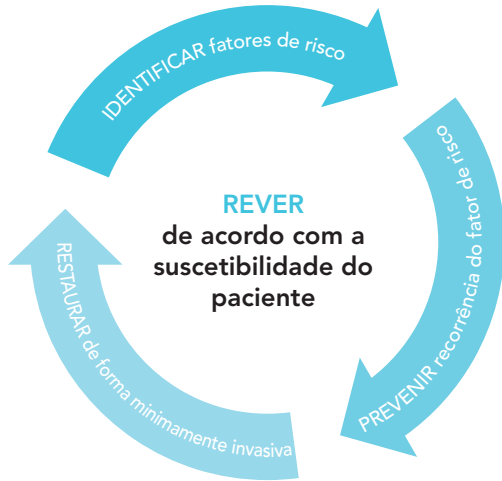 IDENTIFICAR fatores de risco
PREVENIR recorrência do fator de risco
RESTAURAR de forma minimamente invasiva
REVER
de acordo com a
suscetibilidade do
paciente